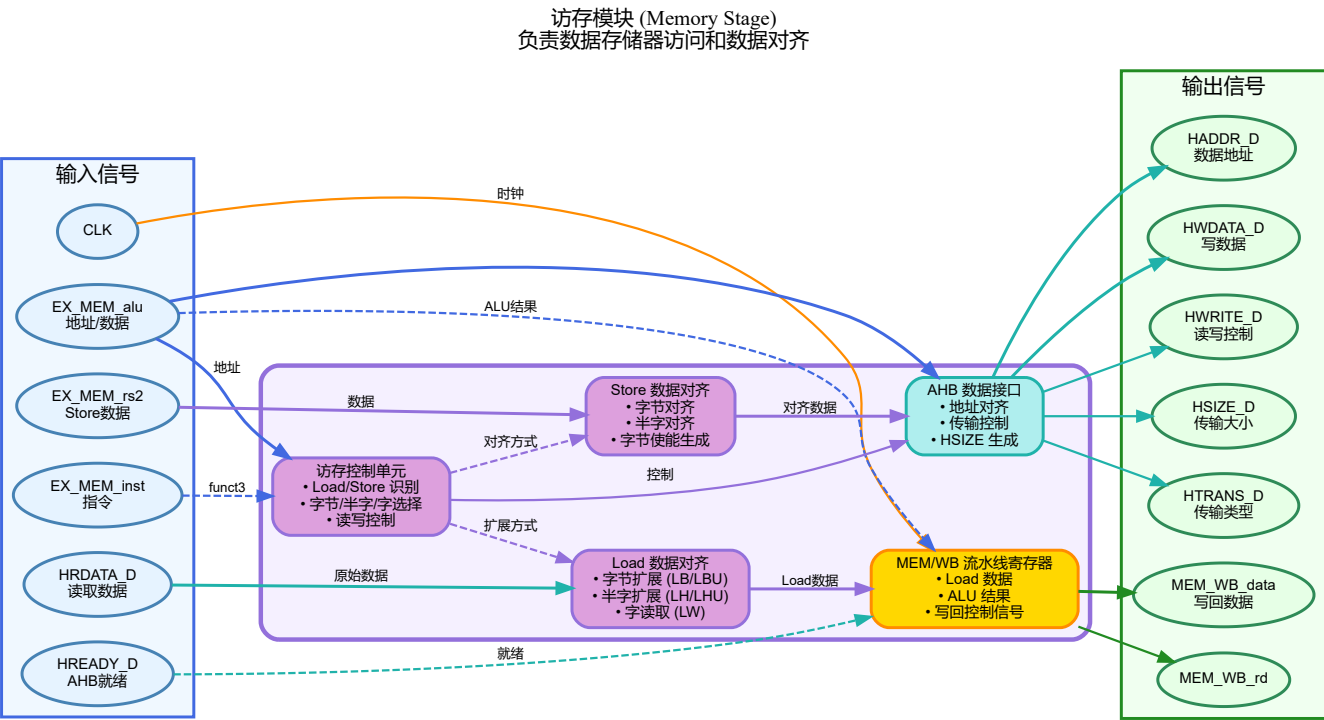 访存模块 (Memory Stage)
负责数据存储器访问和数据对齐
输入信号
CLK
EX_MEM_alu
地址/数据
EX_MEM_rs2
Store数据
EX_MEM_inst
指令
HRDATA_D
读取数据
HREADY_D
AHB就绪
时钟
ALU结果
地址
数据
funct3
原始数据
就绪
访存控制单元
• Load/Store 识别
• 字节/半字/字选择
• 读写控制
对齐方式
控制
扩展方式
Store 数据对齐
• 字节对齐
• 半字对齐
• 字节使能生成
Load 数据对齐
• 字节扩展 (LB/LBU)
• 半字扩展 (LH/LHU)
• 字读取 (LW)
对齐数据
Load数据
AHB 数据接口
• 地址对齐
• 传输控制
• HSIZE 生成
MEM/WB 流水线寄存器
• Load 数据
• ALU 结果
• 写回控制信号
输出信号
HADDR_D
数据地址
HWDATA_D
写数据
HWRITE_D
读写控制
HSIZE_D
传输大小
HTRANS_D
传输类型
MEM_WB_data
写回数据
MEM_WB_rd